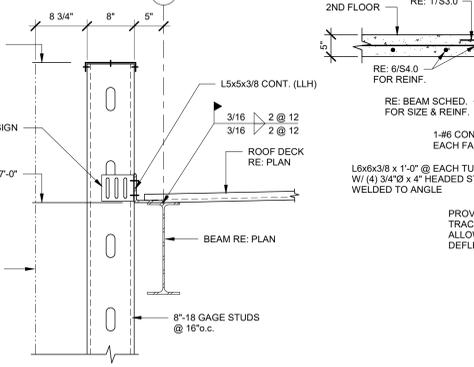 8 3/4"
8"
5"
L5x5x3/8 CONT. (LLH)
3/16
2 @ 12
3/16
2 @ 12
SIGN
ROOF DECK
RE: PLAN
7'-0"
BEAM RE: PLAN
8"-18 GAGE STUDS
@ 16"o.c.
RE: 1/S3.0
2ND FLOOR
5"
RE: 6/S4.0
FOR REINF.
RE: BEAM SCHED.
FOR SIZE & REINF.
1-#6 CON
EACH FA
L6x6x3/8 x 1'-0" @ EACH TU
W/ (4) 3/4"Ø x 4" HEADED S
WELDED TO ANGLE
PROV
TRAC
ALLOW
DEFLE